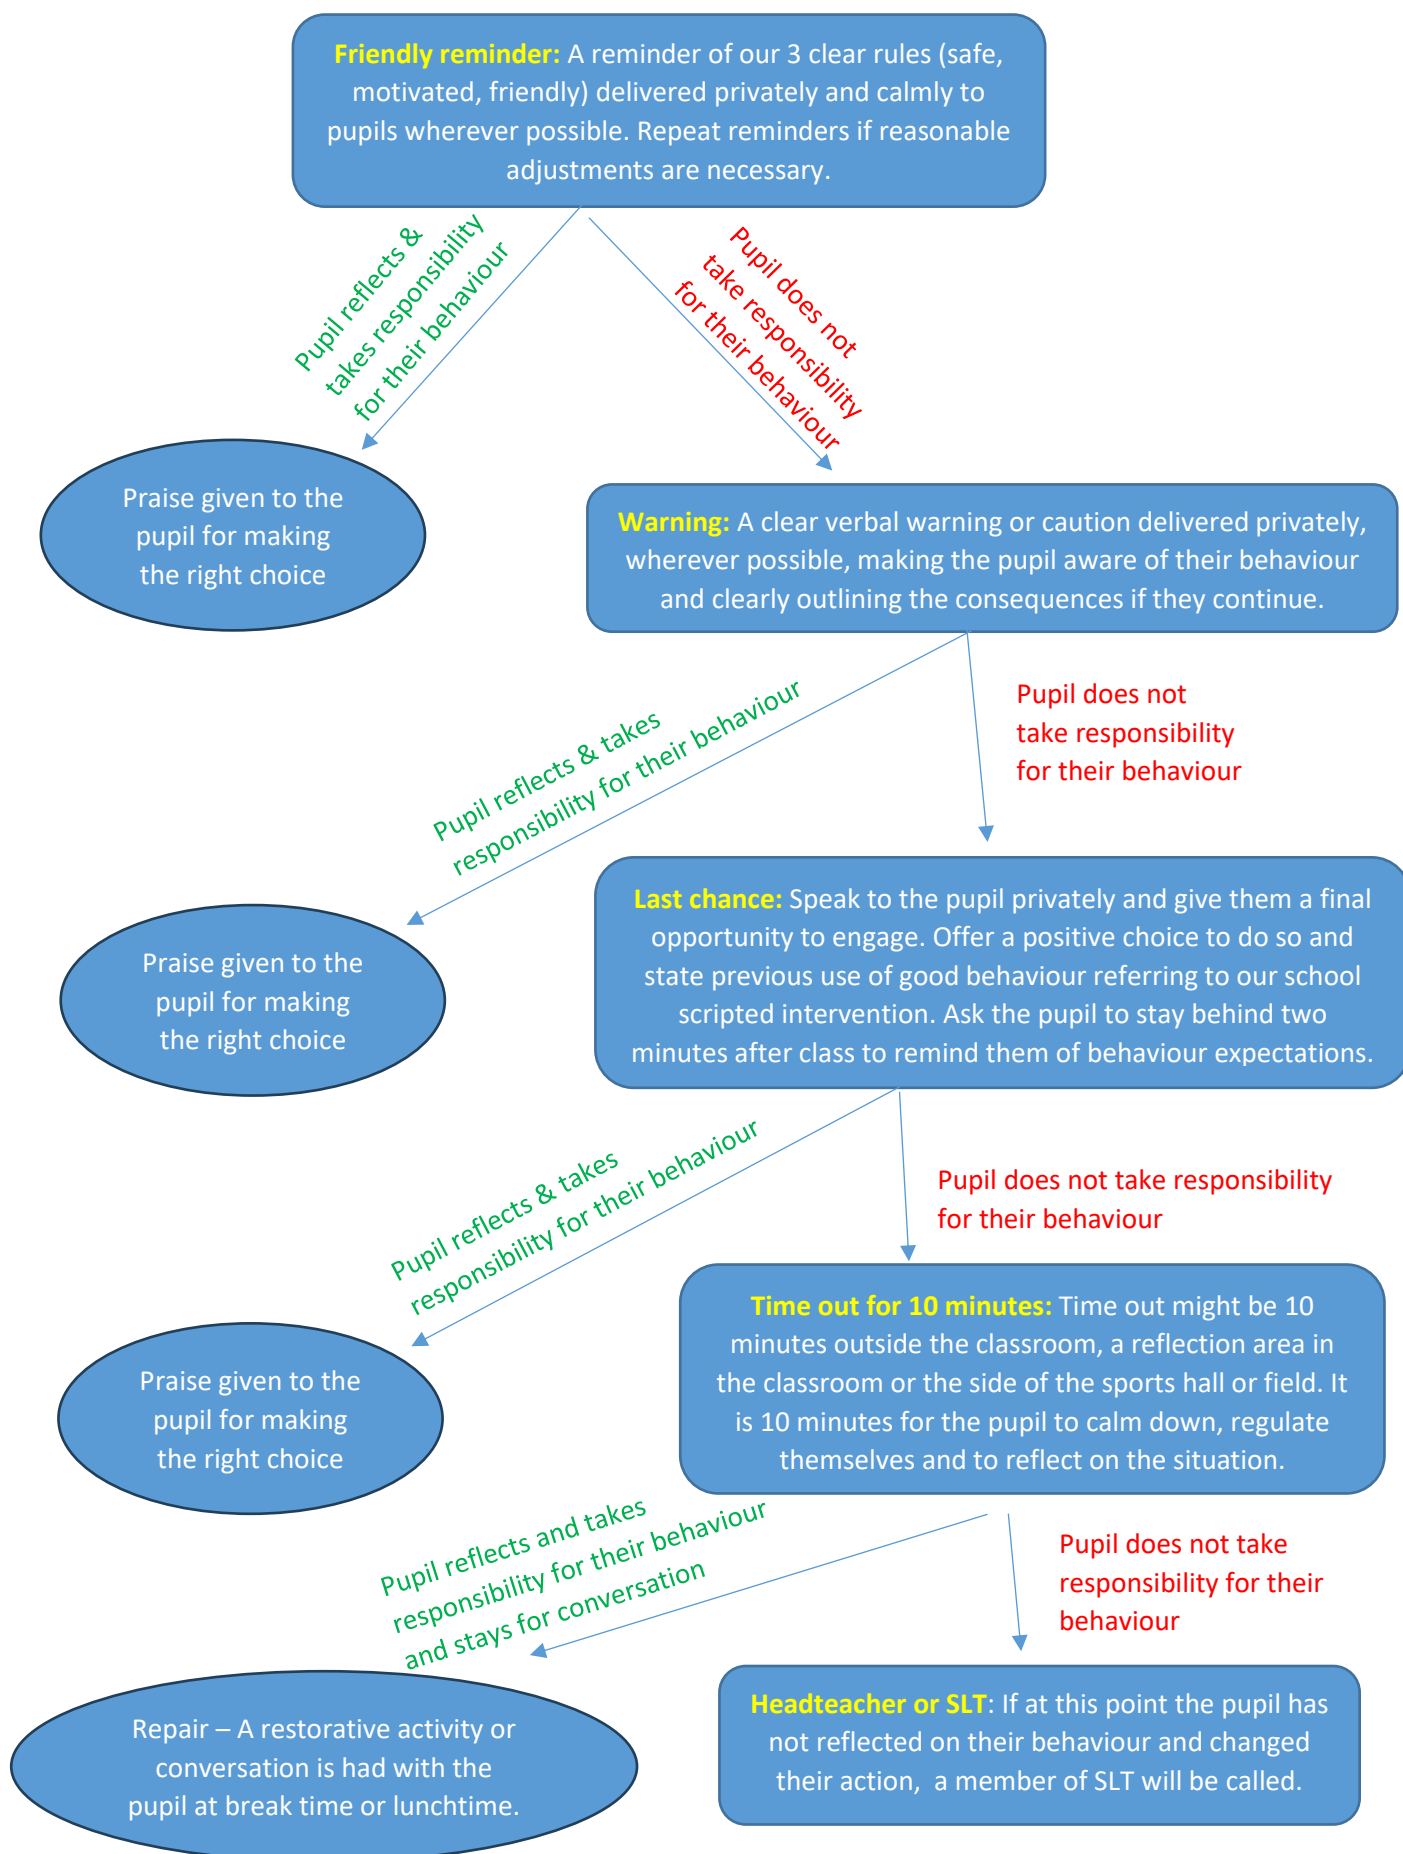 Friendly reminder: A reminder of our 3 clear rules (safe,
motivated, friendly) delivered privately and calmly to
pupils wherever possible. Repeat reminders if reasonable
adjustments are necessary.
Pupil reflects &
takes responsibility
for their behaviour
Pupil does not
take responsibility
for their behaviour
Praise given to the
pupil for making
the right choice
Warning: A clear verbal warning or caution delivered privately,
wherever possible, making the pupil aware of their behaviour
and clearly outlining the consequences if they continue.
Pupil reflects & takes
responsibility for their behaviour
Pupil does not
take responsibility
for their behaviour
Praise given to the
pupil for making
the right choice
Last chance: Speak to the pupil privately and give them a final
opportunity to engage. Offer a positive choice to do so and
state previous use of good behaviour referring to our school
scripted intervention. Ask the pupil to stay behind two
minutes after class to remind them of behaviour expectations.
Pupil reflects & takes
responsibility for their behaviour
Pupil does not take responsibility
for their behaviour
Praise given to the
pupil for making
the right choice
Time out for 10 minutes: Time out might be 10
minutes outside the classroom, a reflection area in
the classroom or the side of the sports hall or field. It
is 10 minutes for the pupil to calm down, regulate
themselves and to reflect on the situation.
Pupil reflects and takes
responsibility for their behaviour
and stays for conversation
Pupil does not take
responsibility for their
behaviour
Repair – A restorative activity or
conversation is had with the
pupil at break time or lunchtime.
Headteacher or SLT: If at this point the pupil has
not reflected on their behaviour and changed
their action,  a member of SLT will be called.